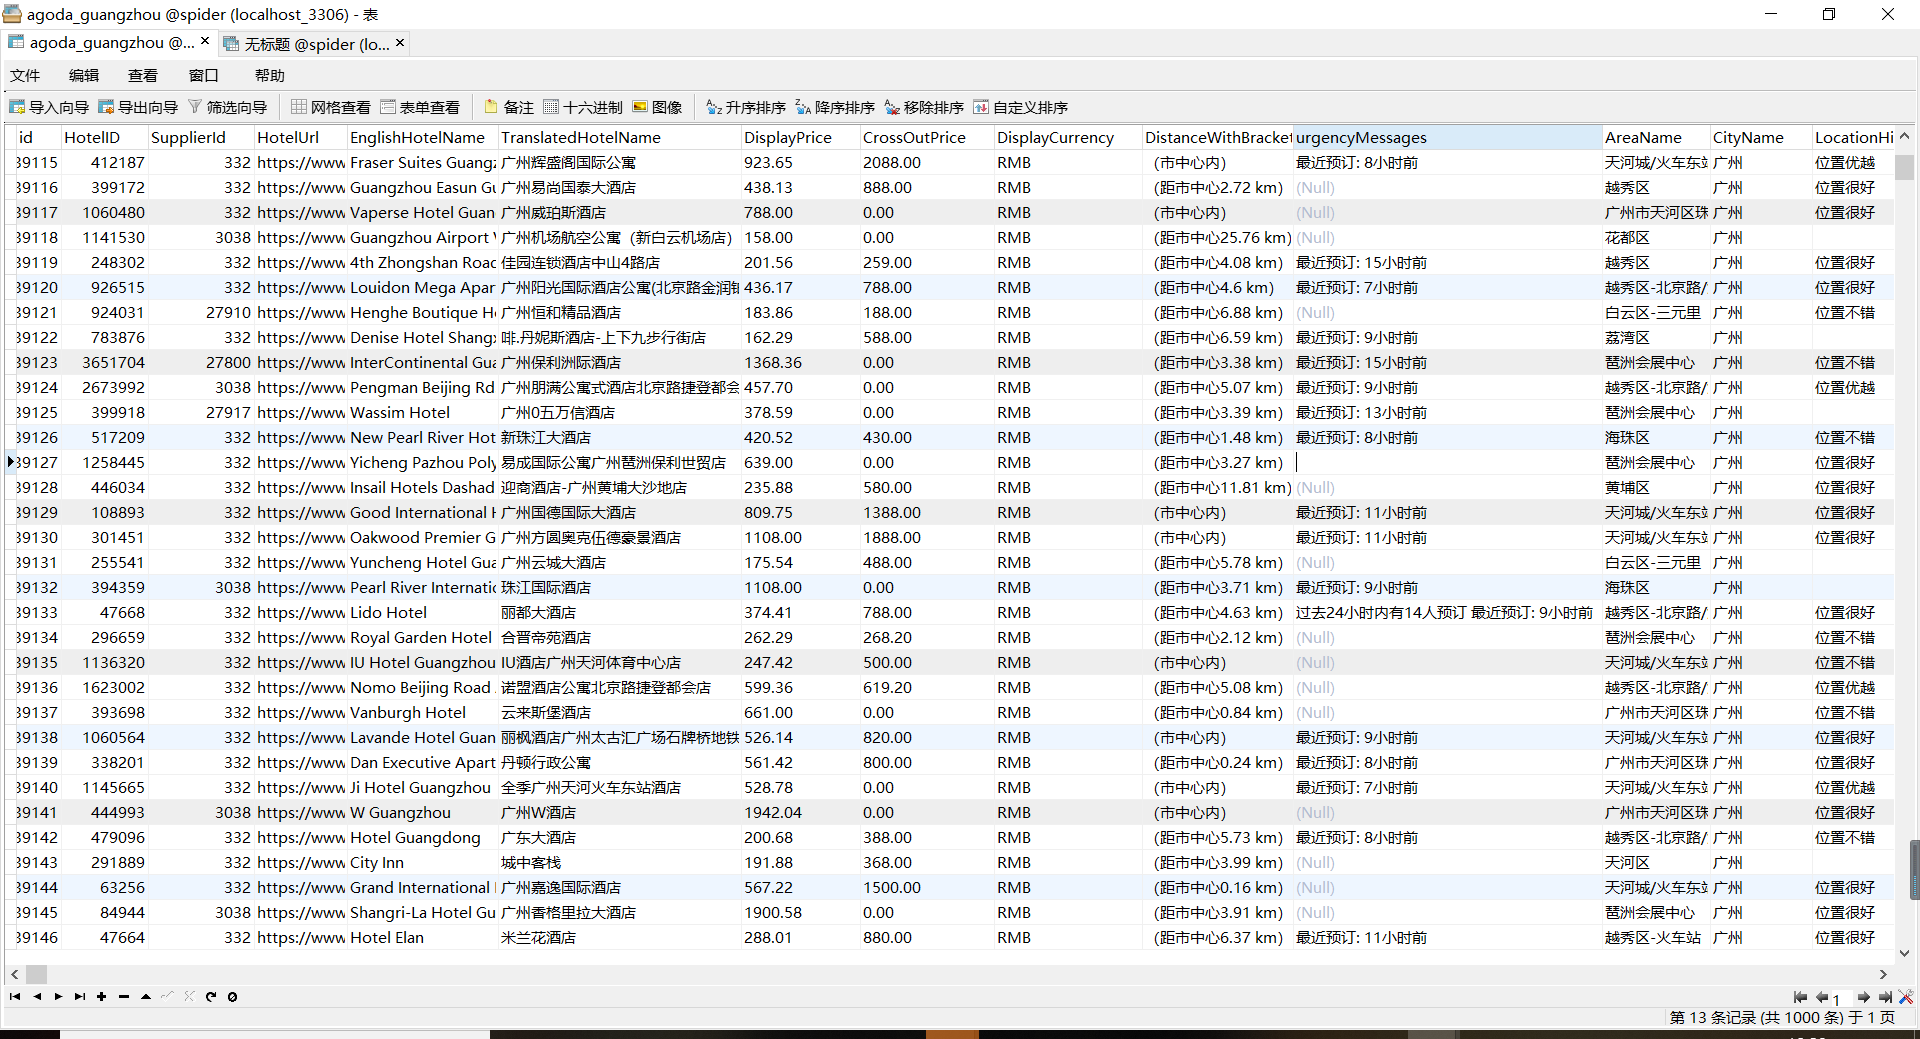 agoda_guangzhou @spider (localhost_3306) - 表
agoda_guangzhou @... 无标题 @spider (lo...
文件 编辑 查看 窗口 帮助
导入向导 导出向导 筛选向导 网格查看 表单查看 备注 十六进制 图像 升序排序 降序排序 移除排序 自定义排序
id HotelID SupplierId HotelUrl EnglishHotelName TranslatedHotelName DisplayPrice CrossOutPrice DisplayCurrency DistanceWithBracket urgencyMessages AreaName CityName LocationHi
39115 412187 332 https://www Fraser Suites Guangz 广州辉盛阁国际公寓 923.65 2088.00 RMB (市中心内) 最近预订: 8小时前 天河城/火车东站 广州 位置优越
39116 399172 332 https://www Guangzhou Easun Gu 广州易尚国泰大酒店 438.13 888.00 RMB (距市中心2.72 km) (Null) 越秀区 广州 位置很好
39117 1060480 332 https://www Vaperse Hotel Guan 广州威珀斯酒店 788.00 0.00 RMB (市中心内) (Null) 广州市天河区珠 广州 位置很好
39118 1141530 3038 https://www Guangzhou Airport V 广州机场航空公寓 (新白云机场店) 158.00 0.00 RMB (距市中心25.76 km) (Null) 花都区 广州
39119 248302 332 https://www 4th Zhongshan Road 佳园连锁酒店中山4路店 201.56 259.00 RMB (距市中心4.08 km) 最近预订: 15小时前 越秀区 广州 位置很好
39120 926515 332 https://www Louidon Mega Apar 广州阳光国际酒店公寓(北京路金润铂 436.17 788.00 RMB (距市中心4.6 km) 最近预订: 7小时前 越秀区-北京路/ 广州 位置很好
39121 924031 27910 https://www Henghe Boutique Ho 广州恒和精品酒店 183.86 188.00 RMB (距市中心6.88 km) (Null) 白云区-三元里 广州 位置不错
39122 783876 332 https://www Denise Hotel Shangx 啡.丹妮斯酒店-上下九步行街店 162.29 588.00 RMB (距市中心6.59 km) 最近预订: 9小时前 荔湾区 广州
39123 3651704 27800 https://www InterContinental Gua 广州保利洲际酒店 1368.36 0.00 RMB (距市中心3.38 km) 最近预订: 15小时前 琶洲会展中心 广州 位置不错
39124 2673992 3038 https://www Pengman Beijing Rd 广州朋满公寓式酒店北京路捷登都会 457.70 0.00 RMB (距市中心5.07 km) 最近预订: 9小时前 越秀区-北京路/ 广州 位置优越
39125 399918 27917 https://www Wassim Hotel 广州0五万信酒店 378.59 0.00 RMB (距市中心3.39 km) 最近预订: 13小时前 琶洲会展中心 广州
39126 517209 332 https://www New Pearl River Hot 新珠江大酒店 420.52 430.00 RMB (距市中心1.48 km) 最近预订: 8小时前 海珠区 广州 位置不错
39127 1258445 332 https://www Yicheng Pazhou Poly 易成国际公寓广州琶洲保利世贸店 639.00 0.00 RMB (距市中心3.27 km) 琶洲会展中心 广州 位置很好
39128 446034 332 https://www Insail Hotels Dashad 迎商酒店-广州黄埔大沙地店 235.88 580.00 RMB (距市中心11.81 km) (Null) 黄埔区 广州 位置很好
39129 108893 332 https://www Good International H 广州国德国际大酒店 809.75 1388.00 RMB (市中心内) 最近预订: 11小时前 天河城/火车东站 广州 位置很好
39130 301451 332 https://www Oakwood Premier G 广州方圆奥克伍德豪景酒店 1108.00 1888.00 RMB (市中心内) 最近预订: 11小时前 天河城/火车东站 广州 位置很好
39131 255541 332 https://www Yuncheng Hotel Gua 广州云城大酒店 175.54 488.00 RMB (距市中心5.78 km) (Null) 白云区-三元里 广州
39132 394359 3038 https://www Pearl River Internatic 珠江国际酒店 1108.00 0.00 RMB (距市中心3.71 km) 最近预订: 9小时前 海珠区 广州
39133 47668 332 https://www Lido Hotel 丽都大酒店 374.41 788.00 RMB (距市中心4.63 km) 过去24小时内有14人预订 最近预订: 9小时前 越秀区-北京路/ 广州 位置很好
39134 296659 332 https://www Royal Garden Hotel 合晋帝苑酒店 262.29 268.20 RMB (距市中心2.12 km) (Null) 琶洲会展中心 广州 位置不错
39135 1136320 332 https://www IU Hotel Guangzhou IU酒店广州天河体育中心店 247.42 500.00 RMB (市中心内) (Null) 天河城/火车东站 广州 位置不错
39136 1623002 332 https://www Nomo Beijing Road 诺盟酒店公寓北京路捷登都会店 599.36 619.20 RMB (距市中心5.08 km) (Null) 越秀区-北京路/ 广州 位置优越
39137 393698 332 https://www Vanburgh Hotel 云来斯堡酒店 661.00 0.00 RMB (距市中心0.84 km) (Null) 广州市天河区珠 广州 位置不错
39138 1060564 332 https://www Lavande Hotel Guan 丽枫酒店广州太古汇广场石牌桥地铁 526.14 820.00 RMB (市中心内) 最近预订: 9小时前 天河城/火车东站 广州 位置很好
39139 338201 332 https://www Dan Executive Apart 丹顿行政公寓 561.42 800.00 RMB (距市中心0.24 km) 最近预订: 8小时前 广州市天河区珠 广州 位置很好
39140 1145665 332 https://www Ji Hotel Guangzhou 全季广州天河火车东站酒店 528.78 0.00 RMB (市中心内) 最近预订: 7小时前 天河城/火车东站 广州 位置优越
39141 444993 3038 https://www W Guangzhou 广州W酒店 1942.04 0.00 RMB (市中心内) (Null) 广州市天河区珠 广州 位置很好
39142 479096 332 https://www Hotel Guangdong 广东大酒店 200.68 388.00 RMB (距市中心5.73 km) 最近预订: 8小时前 越秀区-北京路/ 广州 位置不错
39143 291889 332 https://www City Inn 城中客栈 191.88 368.00 RMB (距市中心3.99 km) (Null) 天河区 广州
39144 63256 332 https://www Grand International 广州嘉逸国际酒店 567.22 1500.00 RMB (距市中心0.16 km) (Null) 天河城/火车东站 广州 位置很好
39145 84944 3038 https://www Shangri-La Hotel Gu 广州香格里拉大酒店 1900.58 0.00 RMB (距市中心3.91 km) (Null) 琶洲会展中心 广州 位置很好
39146 47664 332 https://www Hotel Elan 米兰花酒店 288.01 880.00 RMB (距市中心6.37 km) 最近预订: 11小时前 越秀区-火车站 广州 位置很好
1
第 13 条记录 (共 1000 条) 于 1 页